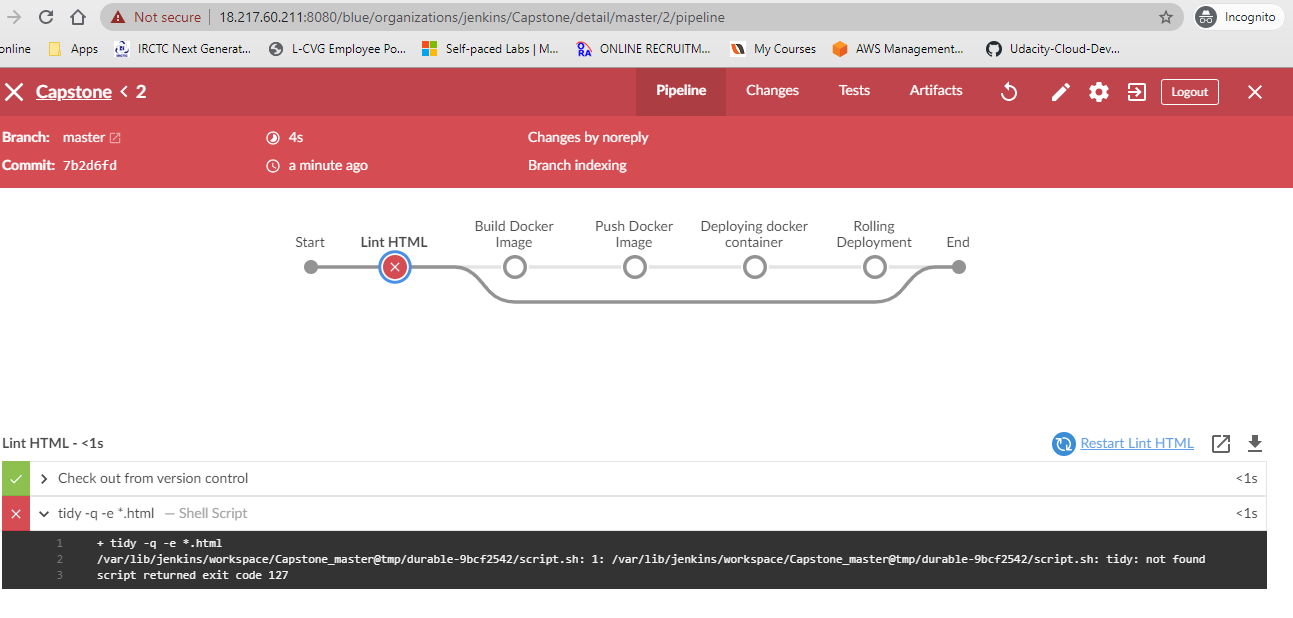 Not secure | 18.217.60.211:8080/blue/organizations/jenkins/Capstone/detail/master/2/pipeline Incognito
online Apps IRCTC Next Generat... L-CVG Employee Po... Self-paced Labs | M... ONLINE RECRUITM... My Courses AWS Management... Udacity-Cloud-Dev...
Capstone < 2 Pipeline Changes Tests Artifacts Logout
Branch: master 4s Changes by noreply
Commit: 7b2d6fd a minute ago Branch indexing
Build Docker Push Docker Deploying docker Rolling
Start Lint HTML Image Image container Deployment End
Lint HTML - <1s Restart Lint HTML
Check out from version control <1s
tidy -q -e *.html — Shell Script <1s
1 + tidy -q -e *.html
2 /var/lib/jenkins/workspace/Capstone_master@tmp/durable-9bcf2542/script.sh: 1: /var/lib/jenkins/workspace/Capstone_master@tmp/durable-9bcf2542/script.sh: tidy: not found
3 script returned exit code 127